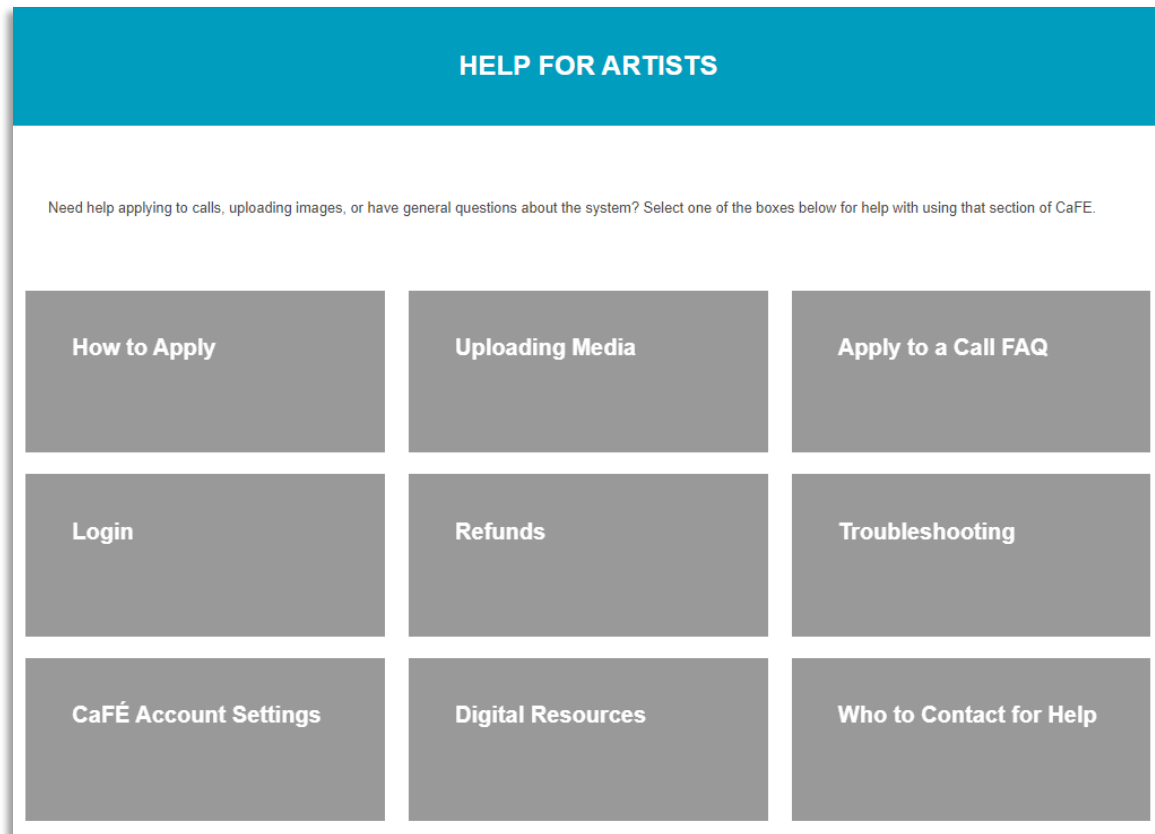 HELP FOR ARTISTS
Need help applying to calls, uploading images, or have general questions about the system? Select one of the boxes below for help with using that section of CaFE.
How to Apply
Uploading Media
Apply to a Call FAQ
Login
Refunds
Troubleshooting
CaFÉ Account Settings
Digital Resources
Who to Contact for Help